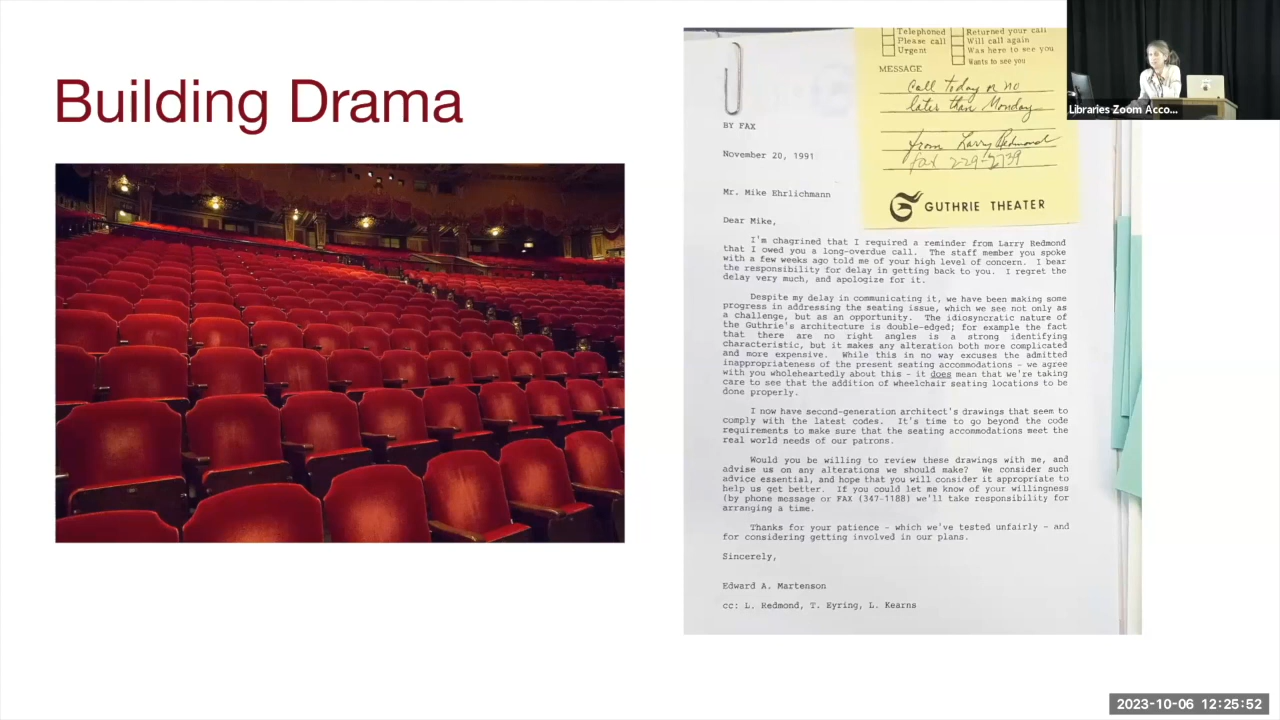 Building Drama
Telephoned
Returned your call
Please call
Will call again
Urgent
Was here to see you
Wants to see you
MESSAGE
Call today or no
later than Monday
from Larry Redmond
fax 229-2739
GUTHRIE THEATER
BY FAX
November 20, 1991
Mr. Mike Ehrlichmann
Dear Mike,
I'm chagrined that I required a reminder from Larry Redmond
that I owed you a long-overdue call. The staff member you spoke
with a few weeks ago told me of your high level of concern. I bear
the responsibility for delay in getting back to you. I regret the
delay very much, and apologize for it.
Despite my delay in communicating it, we have been making some
progress in addressing the seating issue, which we see not only as
a challenge, but as an opportunity. The idiosyncratic nature of
the Guthrie's architecture is double-edged; for example the fact
that there are no right angles is a strong identifying
characteristic, but it makes any alteration both more complicated
and more expensive. While this in no way excuses the admitted
inappropriateness of the present seating accommodations - we agree
with you wholeheartedly about this - it does mean that we're taking
care to see that the addition of wheelchair seating locations to be
done properly.
I now have second-generation architect's drawings that seem to
comply with the latest codes. It's time to go beyond the code
requirements to make sure that the seating accommodations meet the
real world needs of our patrons.
Would you be willing to review these drawings with me, and
advise us on any alterations we should make? We consider such
advice essential, and hope that you will consider it appropriate to
help us get better. If you could let me know of your willingness
(by phone message or FAX (347-1188) we'll take responsibility for
arranging a time.
Thanks for your patience - which we've tested unfairly - and
for considering getting involved in our plans.
Sincerely,
Edward A. Martenson
cc: L. Redmond, T. Eyring, L. Kearns
Libraries Zoom Acco...
2023-10-06 12:25:52